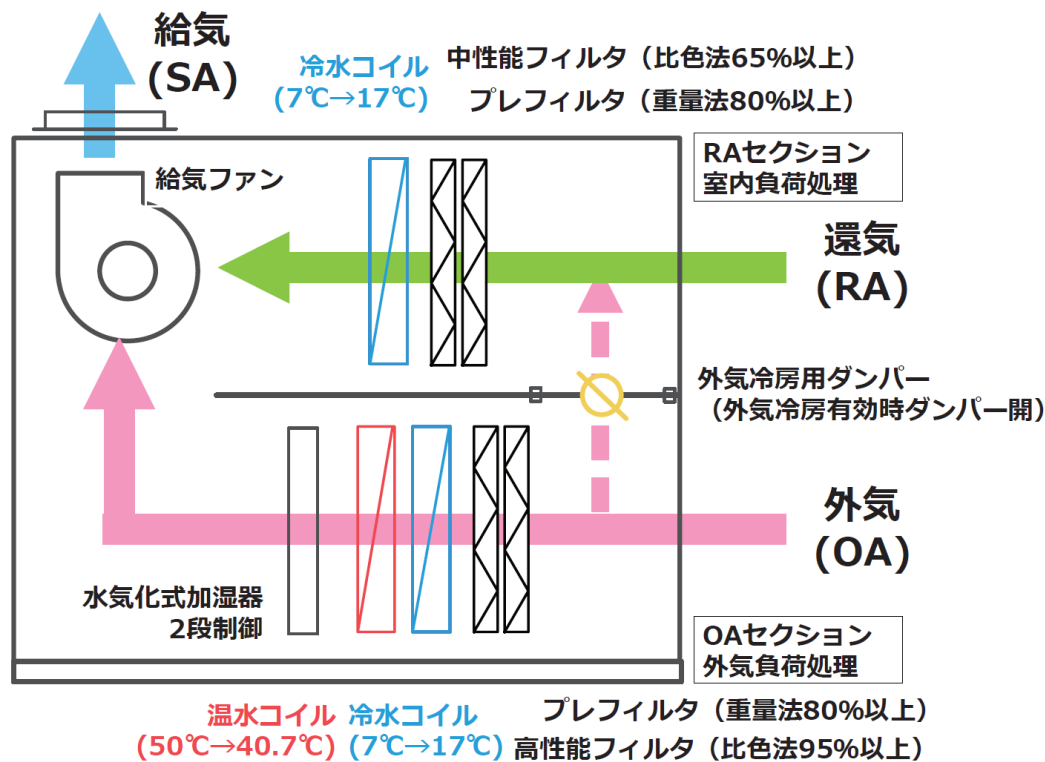 給気
(SA)
冷水コイル
(7℃→17℃)
中性能フィルタ（比色法65%以上）
プレフィルタ（重量法80%以上）
給気ファン
RAセクション
室内負荷処理
還気
(RA)
外気冷房用ダンパー
（外気冷房有効時ダンパー開）
外気
(OA)
水気化式加湿器
2段制御
OAセクション
外気負荷処理
温水コイル
(50℃→40.7℃)
冷水コイル
(7℃→17℃)
プレフィルタ（重量法80%以上）
高性能フィルタ（比色法95%以上）